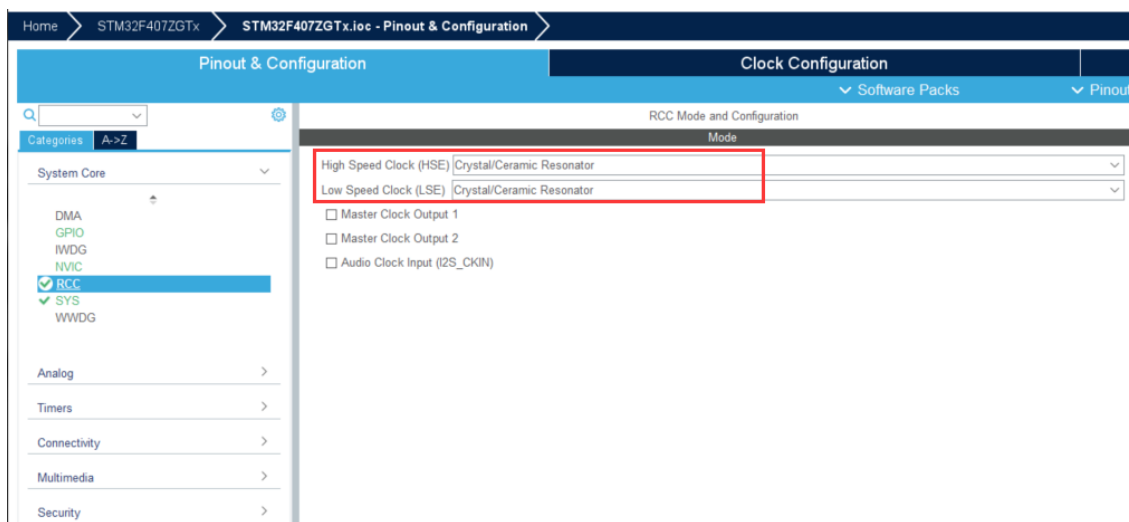 Home STM32F407ZGTx STM32F407ZGTx.ioc - Pinout & Configuration
Pinout & Configuration Clock Configuration
Software Packs Pinout
RCC Mode and Configuration
Categories A->Z Mode
System Core High Speed Clock (HSE) Crystal/Ceramic Resonator
Low Speed Clock (LSE) Crystal/Ceramic Resonator
DMA Master Clock Output 1
GPIO Master Clock Output 2
IWDG
NVIC Audio Clock Input (I2S_CKIN)
RCC
SYS
WWDG
Analog
Timers
Connectivity
Multimedia
Security